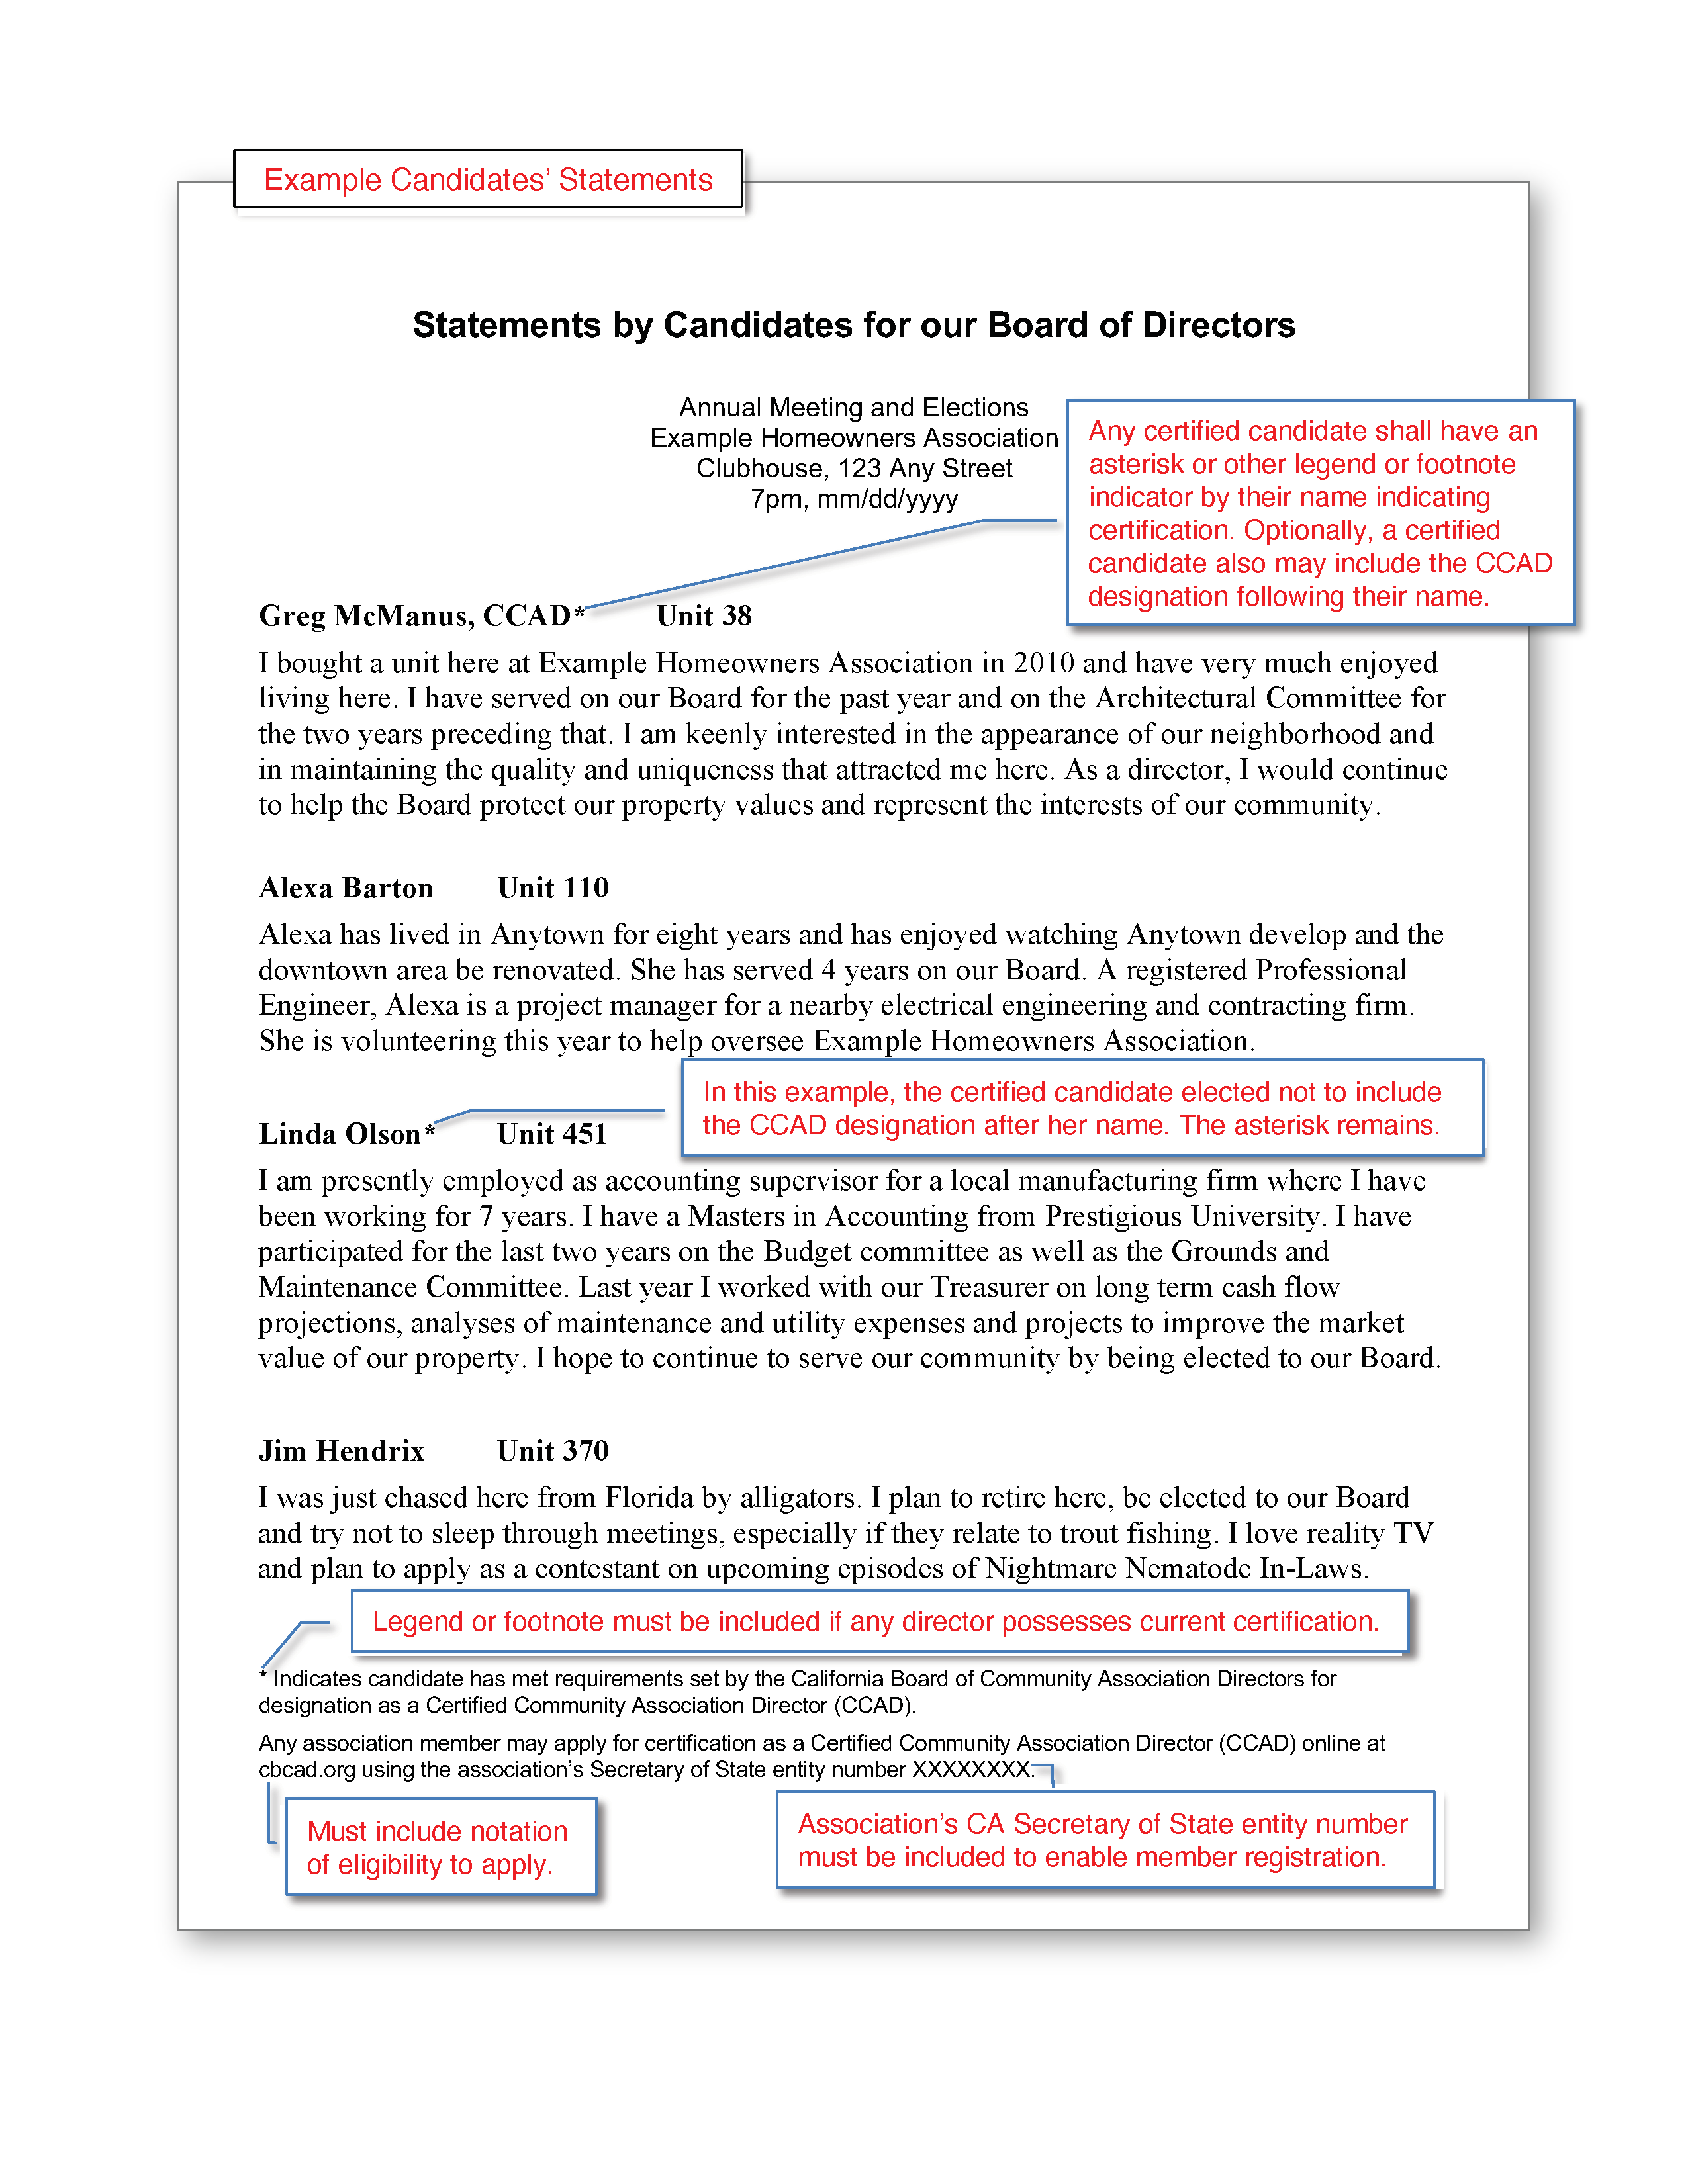 Example Candidates’ Statements
Statements by Candidates for our Board of Directors
Annual Meeting and Elections
Example Homeowners Association
Clubhouse, 123 Any Street
7pm, mm/dd/yyyy
Any certified candidate shall have an
asterisk or other legend or footnote
indicator by their name indicating
certification. Optionally, a certified
candidate also may include the CCAD
designation following their name.
Greg McManus, CCAD* Unit 38
I bought a unit here at Example Homeowners Association in 2010 and have very much enjoyed
living here. I have served on our Board for the past year and on the Architectural Committee for
the two years preceding that. I am keenly interested in the appearance of our neighborhood and
in maintaining the quality and uniqueness that attracted me here. As a director, I would continue
to help the Board protect our property values and represent the interests of our community.
Alexa Barton Unit 110
Alexa has lived in Anytown for eight years and has enjoyed watching Anytown develop and the
downtown area be renovated. She has served 4 years on our Board. A registered Professional
Engineer, Alexa is a project manager for a nearby electrical engineering and contracting firm.
She is volunteering this year to help oversee Example Homeowners Association.
In this example, the certified candidate elected not to include
the CCAD designation after her name. The asterisk remains.
Linda Olson* Unit 451
I am presently employed as accounting supervisor for a local manufacturing firm where I have
been working for 7 years. I have a Masters in Accounting from Prestigious University. I have
participated for the last two years on the Budget committee as well as the Grounds and
Maintenance Committee. Last year I worked with our Treasurer on long term cash flow
projections, analyses of maintenance and utility expenses and projects to improve the market
value of our property. I hope to continue to serve our community by being elected to our Board.
Jim Hendrix Unit 370
I was just chased here from Florida by alligators. I plan to retire here, be elected to our Board
and try not to sleep through meetings, especially if they relate to trout fishing. I love reality TV
and plan to apply as a contestant on upcoming episodes of Nightmare Nematode In-Laws.
Legend or footnote must be included if any director possesses current certification.
* Indicates candidate has met requirements set by the California Board of Community Association Directors for
designation as a Certified Community Association Director (CCAD).
Any association member may apply for certification as a Certified Community Association Director (CCAD) online at
cbcad.org using the association’s Secretary of State entity number XXXXXXXX.
Must include notation
of eligibility to apply.
Association’s CA Secretary of State entity number
must be included to enable member registration.